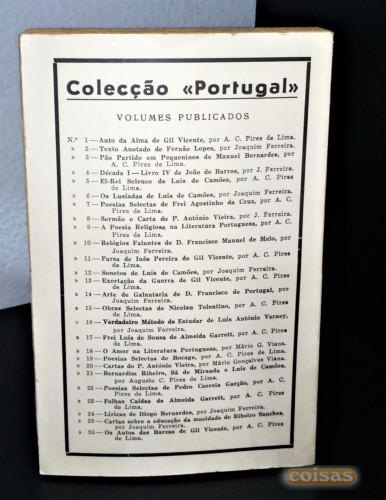 Colecção «Portugal»
VOLUMES PUBLICADOS
N.º 1 — Auto da Alma de Gil Vicente, por A. C. Pires de Lima.
» 2 — Texto Anotado de Fernão Lopes, por Joaquim Ferreira.
» 3 — Pão Partido em Pequeninos de Manuel Bernardes, por
A. C. Pires de Lima.
» 4 — Década I — Livro IV de João de Barros, por J. Ferreira.
» 5 — El-Rei Seleuco de Luís de Camões, por A. C. Pires
de Lima.
» 6 — Os Lusíadas de Luís de Camões, por Joaquim Ferreira.
» 7 — Poesias Selectas de Frei Agostinho da Cruz, por A. C.
Pires de Lima.
» 8 — Sermão e Carta do P. António Vieira, por J. Ferreira.
» 9 — A Poesia Religiosa na Literatura Portuguesa, por A. C.
Pires de Lima.
» 10 — Relógios Falantes de D. Francisco Manuel de Melo, por
Joaquim Ferreira.
» 11 — Farsa de Inês Pereira de Gil Vicente, por A. C. Pires
de Lima.
» 12 — Sonetos de Luís de Camões, por Joaquim Ferreira.
» 13 — Exortação da Guerra de Gil Vicente, por A. C. Pires
de Lima.
» 14 — Arte de Galantaria de D. Francisco de Portugal, por
Joaquim Ferreira.
» 15 — Obras Selectas de Nicolau Tolentino, por A. C. Pires
de Lima.
» 16 — Verdadeiro Método de Estudar de Luís António Verney,
por Joaquim Ferreira.
» 17 — Frei Luís de Sousa de Almeida Garrett, por A. C. Pires
de Lima.
» 18 — O Amor na Literatura Portuguesa, por Mário G. Viana.
» 19 — Poesias Selectas de Bocage, por A. C. Pires de Lima.
» 20 — Cartas do P. António Vieira, por Mário Gonçalves Viana.
» 21 — Bernardim Ribeiro, Sá de Miranda e Luís de Camões,
por Augusto C. Pires de Lima.
» 22 — Poesias Selectas de Pedro Correia Garção, por A. C.
Pires de Lima.
» 23 — Folhas Caídas de Almeida Garrett, por A. C. Pires
de Lima.
» 24 — Líricas de Diogo Bernardes, por Joaquim Ferreira.
» 25 — Cartas sobre a educação da mocidade de Ribeiro Sanches,
por Joaquim Ferreira.
» 26 — Os Autos das Barcas de Gil Vicente, por A. C. Pires
de Lima.
coisas